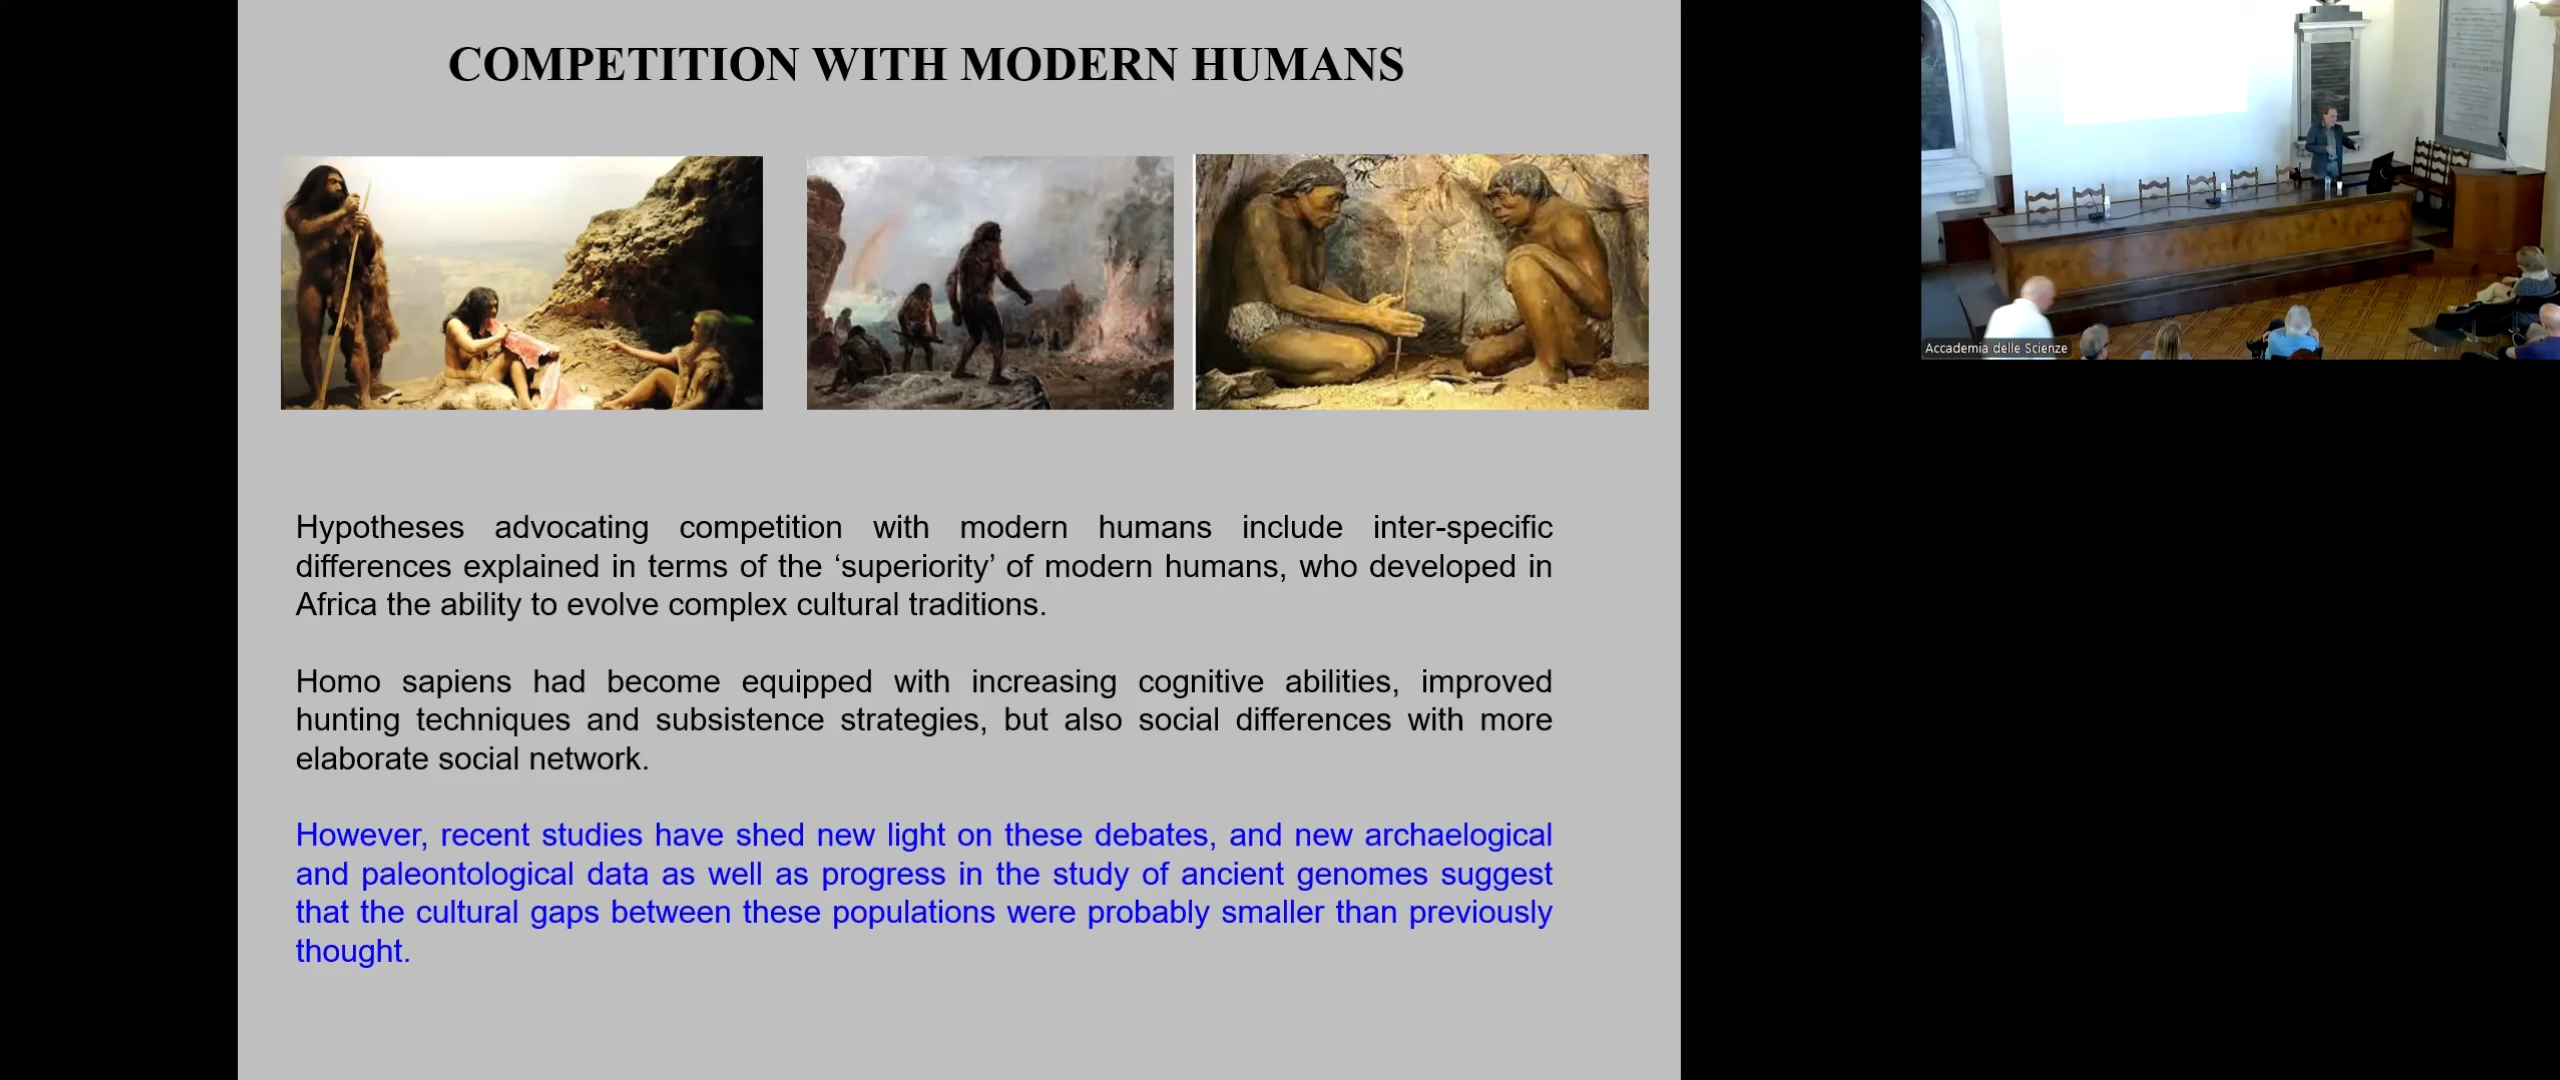 COMPETITION WITH MODERN HUMANS
Hypotheses advocating competition with modern humans include inter-specific
differences explained in terms of the ‘superiority’ of modern humans, who developed in
Africa the ability to evolve complex cultural traditions.
Homo sapiens had become equipped with increasing cognitive abilities, improved
hunting techniques and subsistence strategies, but also social differences with more
elaborate social network.
However, recent studies have shed new light on these debates, and new archaelogical
and paleontological data as well as progress in the study of ancient genomes suggest
that the cultural gaps between these populations were probably smaller than previously
thought.
Accademia delle Scienze